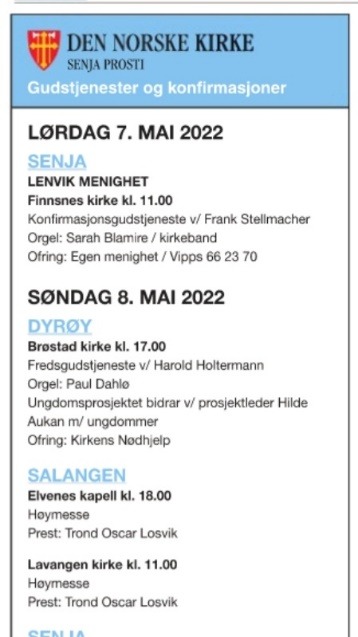 DEN NORSKE KIRKE
SENJA PROSTI
Gudstjenester og konfirmasjoner
LØRDAG 7. MAI 2022
SENJA
LENVIK MENIGHET
Finnsnes kirke kl. 11.00
Konfirmasjonsgudstjeneste v/ Frank Stellmacher
Orgel: Sarah Blamire / kirkeband
Ofring: Egen menighet / Vipps 66 23 70
SØNDAG 8. MAI 2022
DYRØY
Brøstad kirke kl. 17.00
Fredsgudstjeneste v/ Harold Holtermann
Orgel: Paul Dahlø
Ungdomsprosjektet bidrar v/ prosjektleder Hilde
Aukan m/ ungdommer
Ofring: Kirkens Nødhjelp
SALANGEN
Elvenes kapell kl. 18.00
Høymesse
Prest: Trond Oscar Losvik
Lavangen kirke kl. 11.00
Høymesse
Prest: Trond Oscar Losvik
SENJA